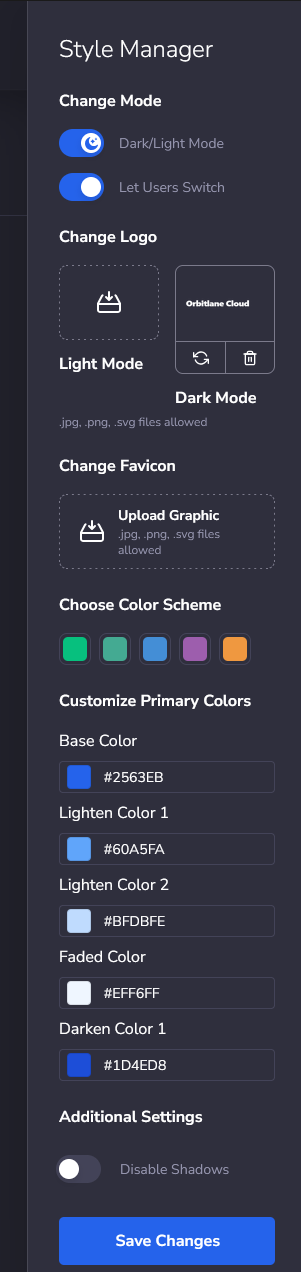 Style Manager
Change Mode
Dark/Light Mode
Let Users Switch
Change Logo
Orbitlane Cloud
Light Mode
Dark Mode
.jpg, .png, .svg files allowed
Change Favicon
Upload Graphic
.jpg, .png, .svg files
allowed
Choose Color Scheme
Customize Primary Colors
Base Color
#2563EB
Lighten Color 1
#60A5FA
Lighten Color 2
#BFDBFE
Faded Color
#EFF6FF
Darken Color 1
#1D4ED8
Additional Settings
Disable Shadows
Save Changes